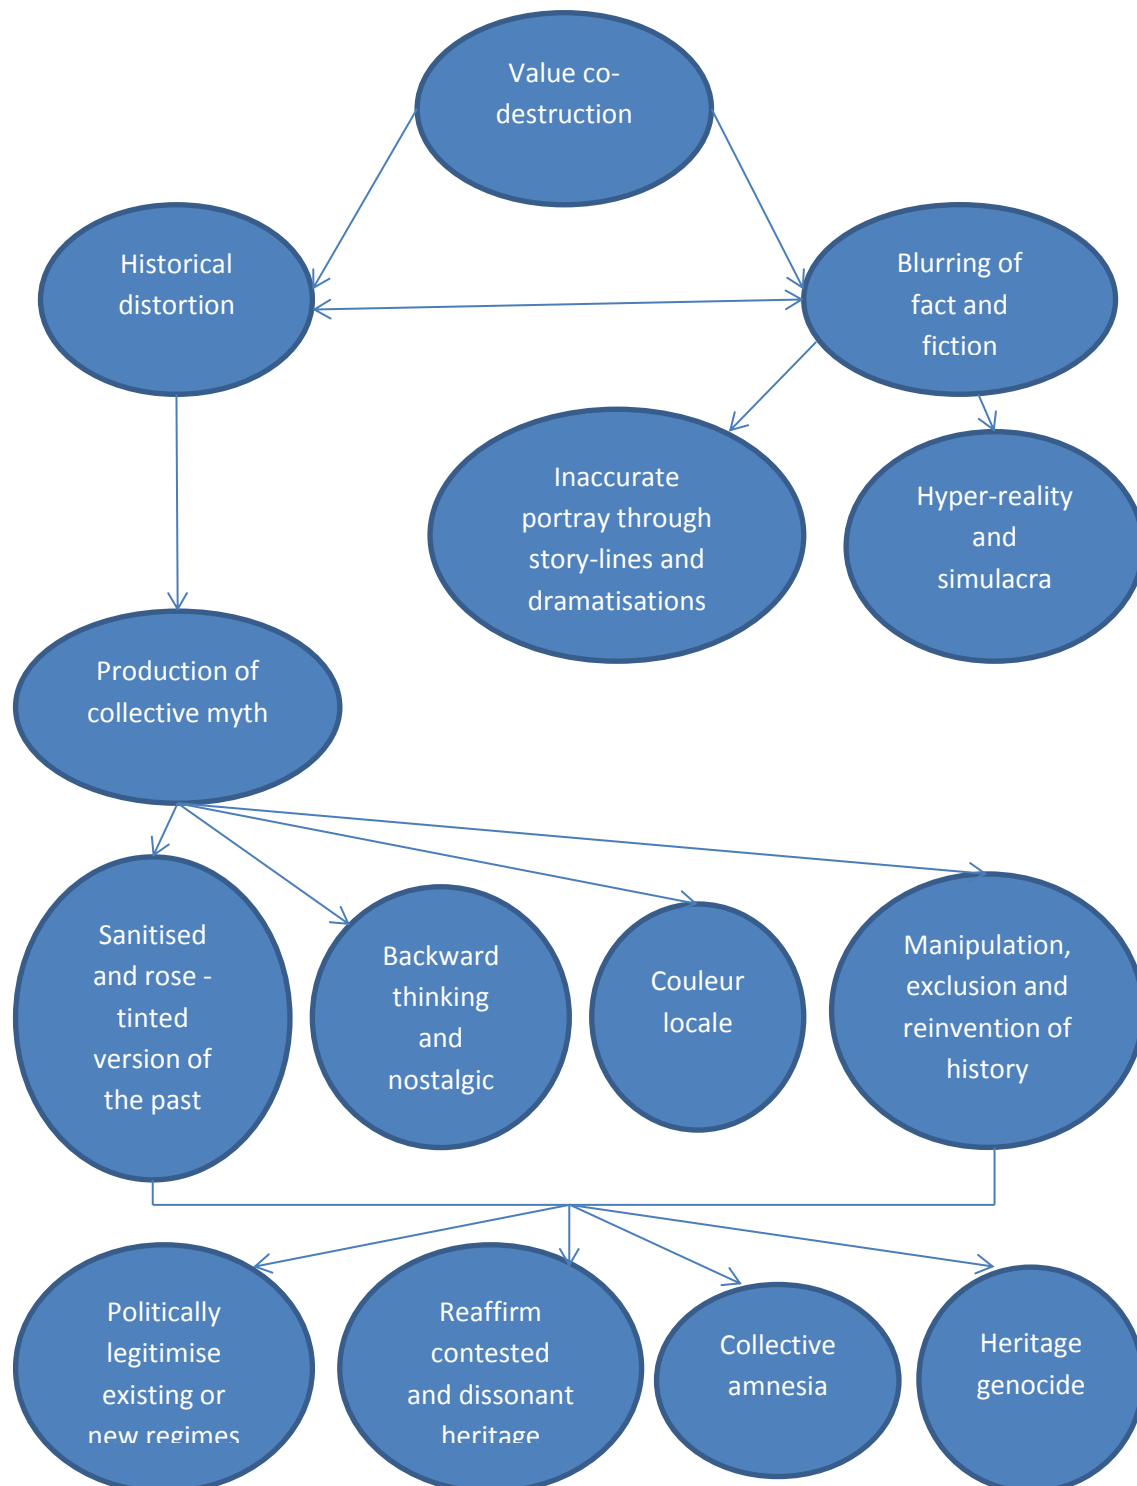 Value co-
destruction
Historical
distortion
Blurring of
fact and
fiction
Inaccurate
portray through
story-lines and
dramatisations
Hyper-reality
and
simulacra
Production of
collective myth
Sanitised
and rose -
tinted
version of
the past
Backward
thinking
and
nostalgic
Couleur
locale
Manipulation,
exclusion and
reinvention of
history
Politically
legitimise
existing or
new regimes
Reaffirm
contested
and dissonant
heritage
Collective
amnesia
Heritage
genocide